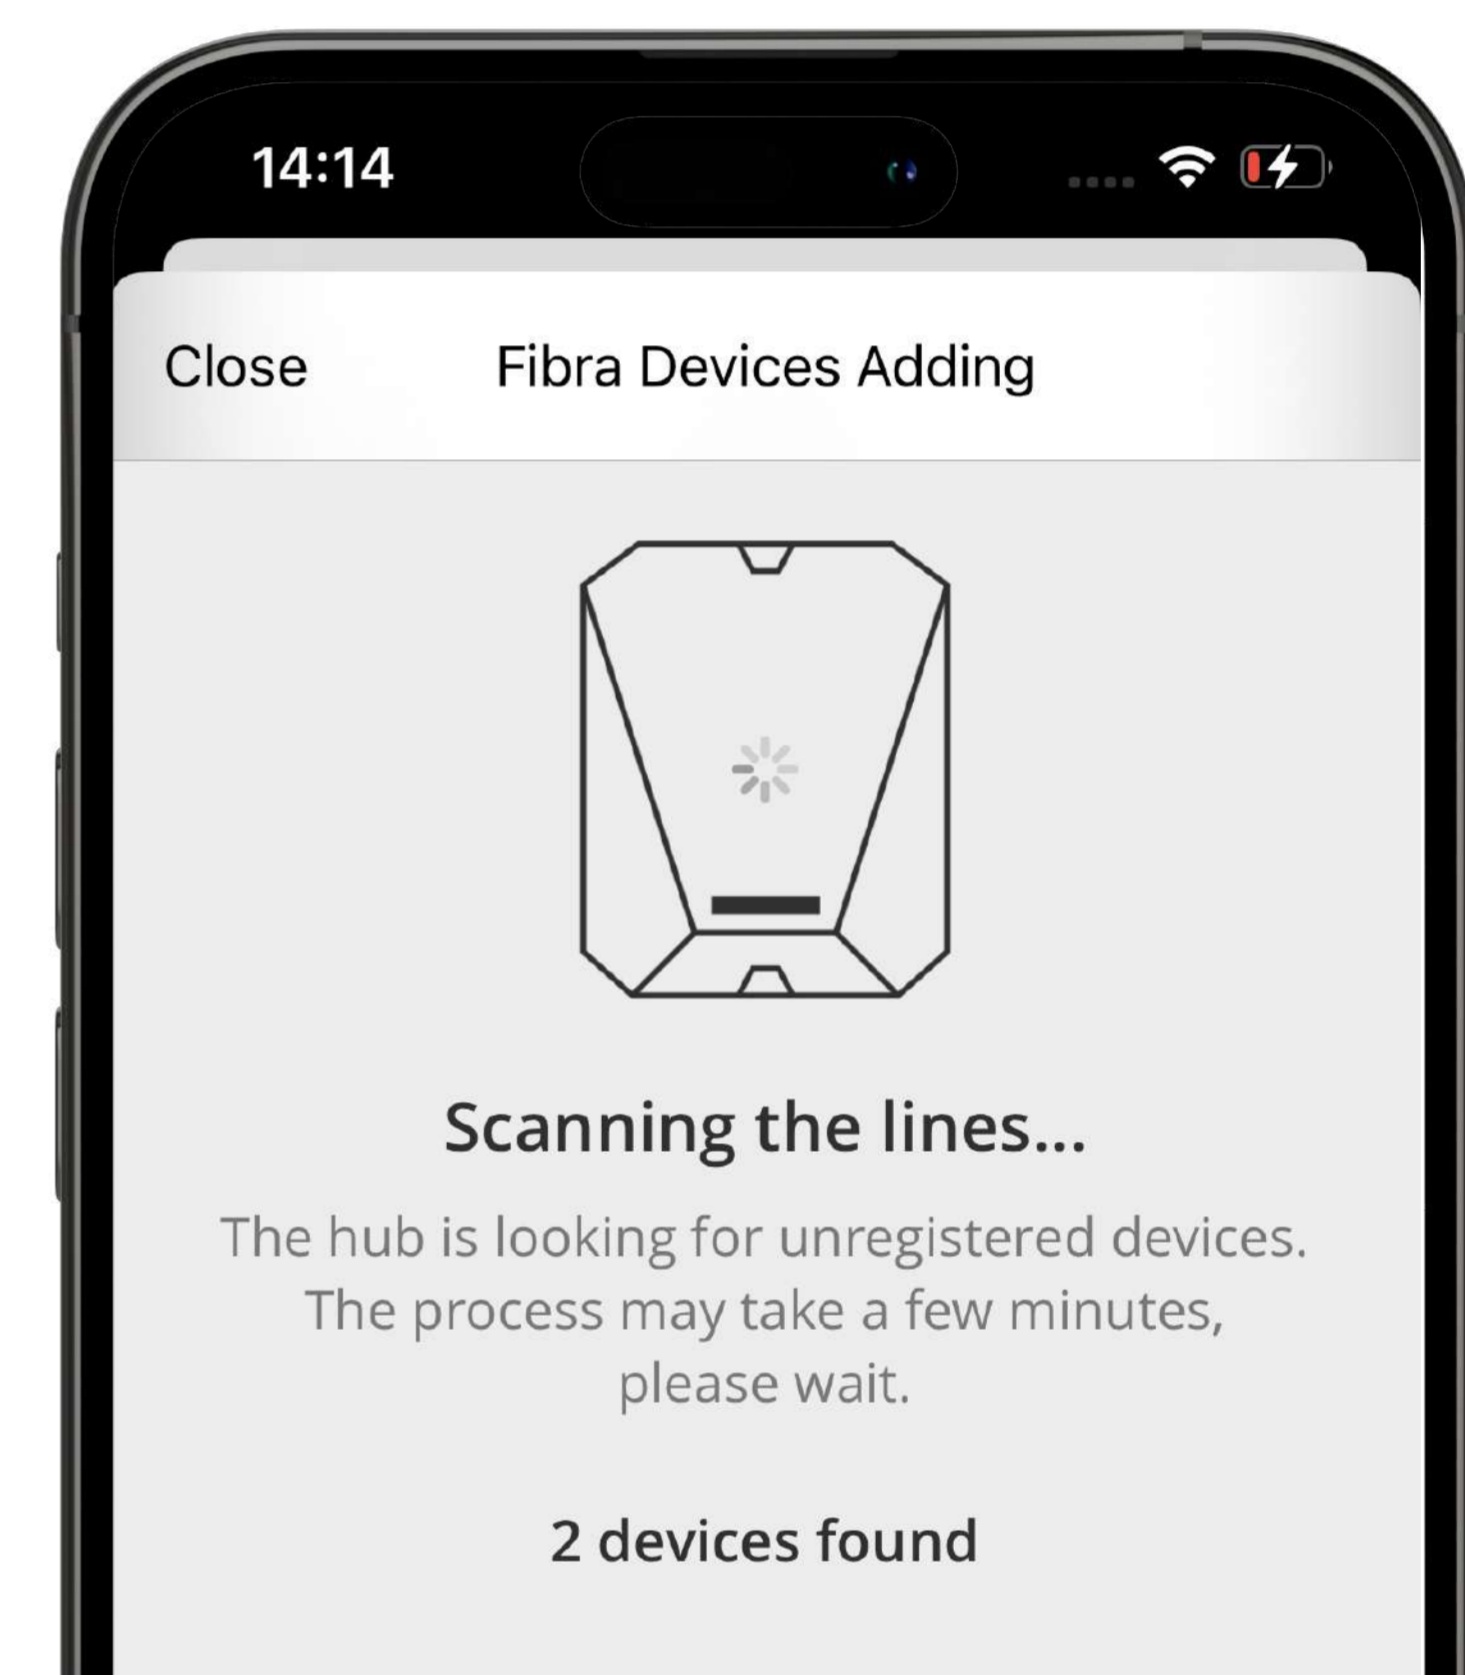 14:14
Close
Fibra Devices Adding
Scanning the lines...
The hub is looking for unregistered devices.
The process may take a few minutes,
please wait.
2 devices found